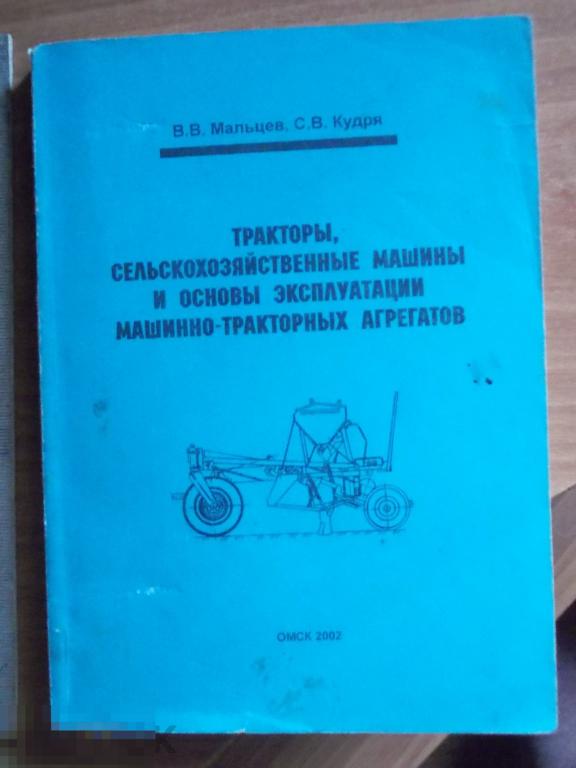 В.В. Мальцев, С.В. Кудря
ТРАКТОРЫ,
СЕЛЬСКОХОЗЯЙСТВЕННЫЕ МАШИНЫ
И ОСНОВЫ ЭКСПЛУАТАЦИИ
МАШИННО-ТРАКТОРНЫХ АГРЕГАТОВ
ОМСК 2002